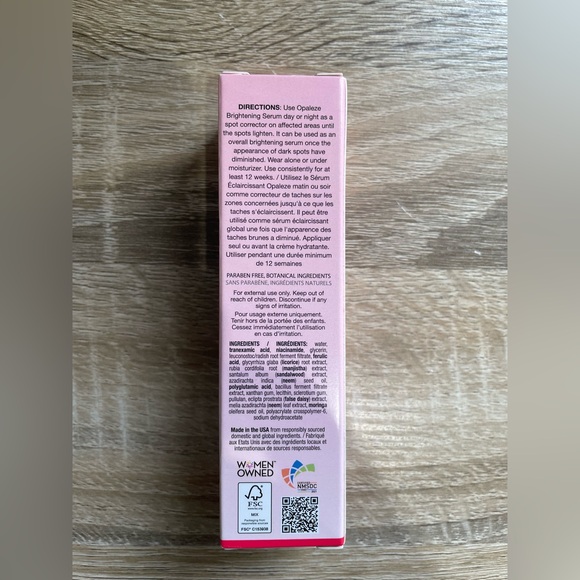 DIRECTIONS: Use Opaleze
Brightening Serum day or night as a
spot corrector on affected areas until
the spots lighten. It can be used as an
overall brightening serum once the
appearance of dark spots have
diminished. Wear alone or under
moisturizer. Use consistently for at
least 12 weeks. / Utilisez le Sérum
Éclaircissant Opaleze matin ou soir
comme correcteur de taches sur les
zones concernées jusqu'à ce que les
taches s'éclaircissent. Il peut être
utilisé comme sérum éclaircissant
global une fois que l'apparence des
taches brunes a diminué. Appliquer
seul ou avant la crème hydratante.
Utiliser pendant une durée minimum
de 12 semaines
PARABEN FREE, BOTANICAL INGREDIENTS
SANS PARABÈNE, INGRÉDIENTS NATURELS
For external use only. Keep out of
reach of children. Discontinue if any
signs of irritation.
Pour usage externe uniquement.
Tenir hors de la portée des enfants.
Cessez immédiatement l'utilisation
en cas d'irritation.
INGREDIENTS / INGRÉDIENTS: water,
tranexamic acid, niacinamide, glycerin,
leuconostoc/radish root ferment filtrate, ferulic
acid, glycyrrhiza glabra (licorice) root extract,
rubia cordifolia root (manjistha) extract,
santalum album (sandalwood) extract,
azadirachta indica (neem) seed oil,
polyglutamic acid, bacillus ferment filtrate
extract, xanthan gum, lecithin, sclerotium gum,
pullulan, eclipta prostrata (false daisy) extract,
melia azadirachta (neem) leaf extract, moringa
oleifera seed oil, polyacrylate crosspolymer-6,
sodium dehydroacetate
Made in the USA from responsibly sourced
domestic and global ingredients. / Fabriqué
aux Etats Unis avec des ingrédients locaux et
internationaux de sources responsables.
WOMEN™
OWNED
NMSDC
FSC
www.fsc.org
MIX
Packaging from
responsible sources
FSC®